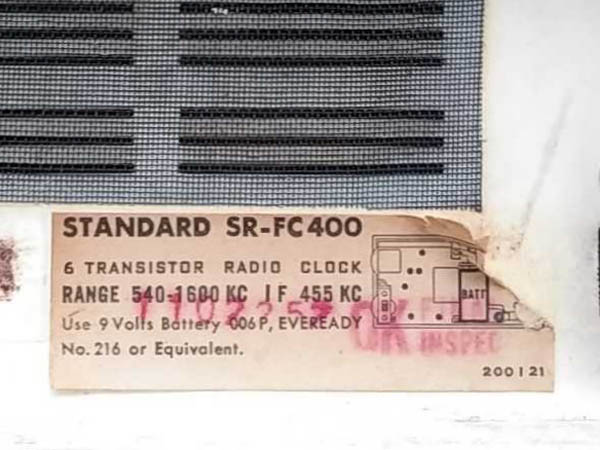 STANDARD SR-FC400
6 TRANSISTOR RADIO CLOCK
RANGE 540-1600 KC IF 455 KC
Use 9 Volts Battery 006P, EVEREADY
No. 216 or Equivalent.
BATT
INSPEC
200121